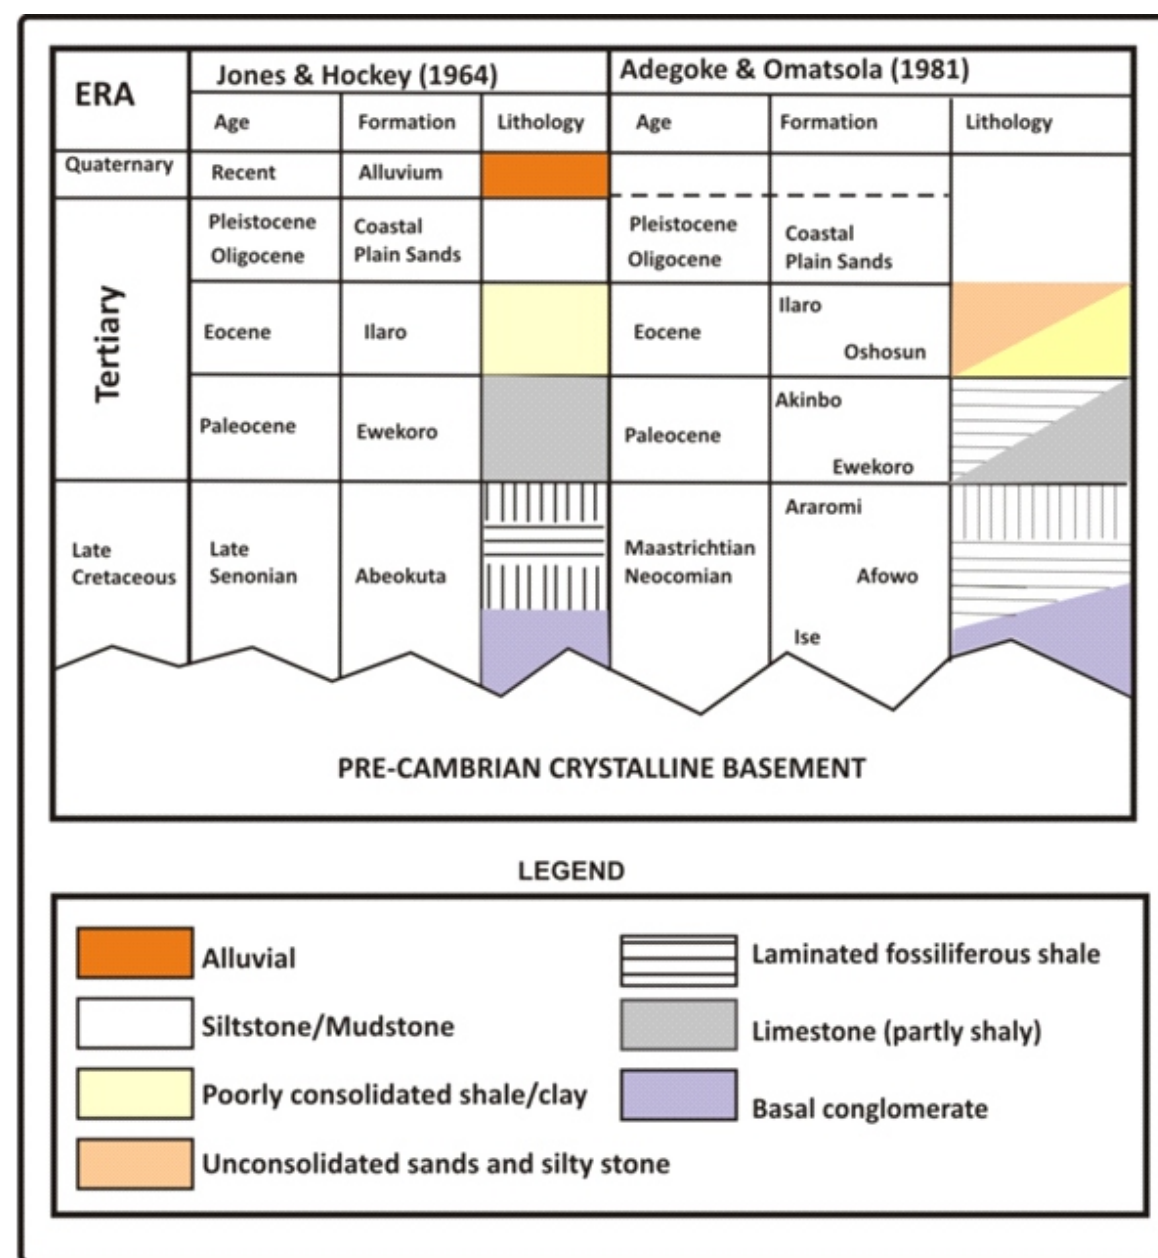 ERA
Jones & Hockey (1964)
Adegoke & Omatsola (1981)
Age
Formation
Lithology
Age
Formation
Lithology
Quaternary
Recent
Alluvium
Tertiary
Pleistocene
Oligocene
Coastal
Plain Sands
Pleistocene
Oligocene
Coastal
Plain Sands
Eocene
Ilaro
Eocene
Ilaro
Oshosun
Paleocene
Ewekoro
Paleocene
Akinbo
Ewekoro
Late
Cretaceous
Late
Senonian
Abeokuta
Maastrichtian
Neocomian
Araromi
Afowo
Ise
PRE-CAMBRIAN CRYSTALLINE BASEMENT
LEGEND
Alluvial
Siltstone/Mudstone
Poorly consolidated shale/clay
Unconsolidated sands and silty stone
Laminated fossiliferous shale
Limestone (partly shaly)
Basal conglomerate